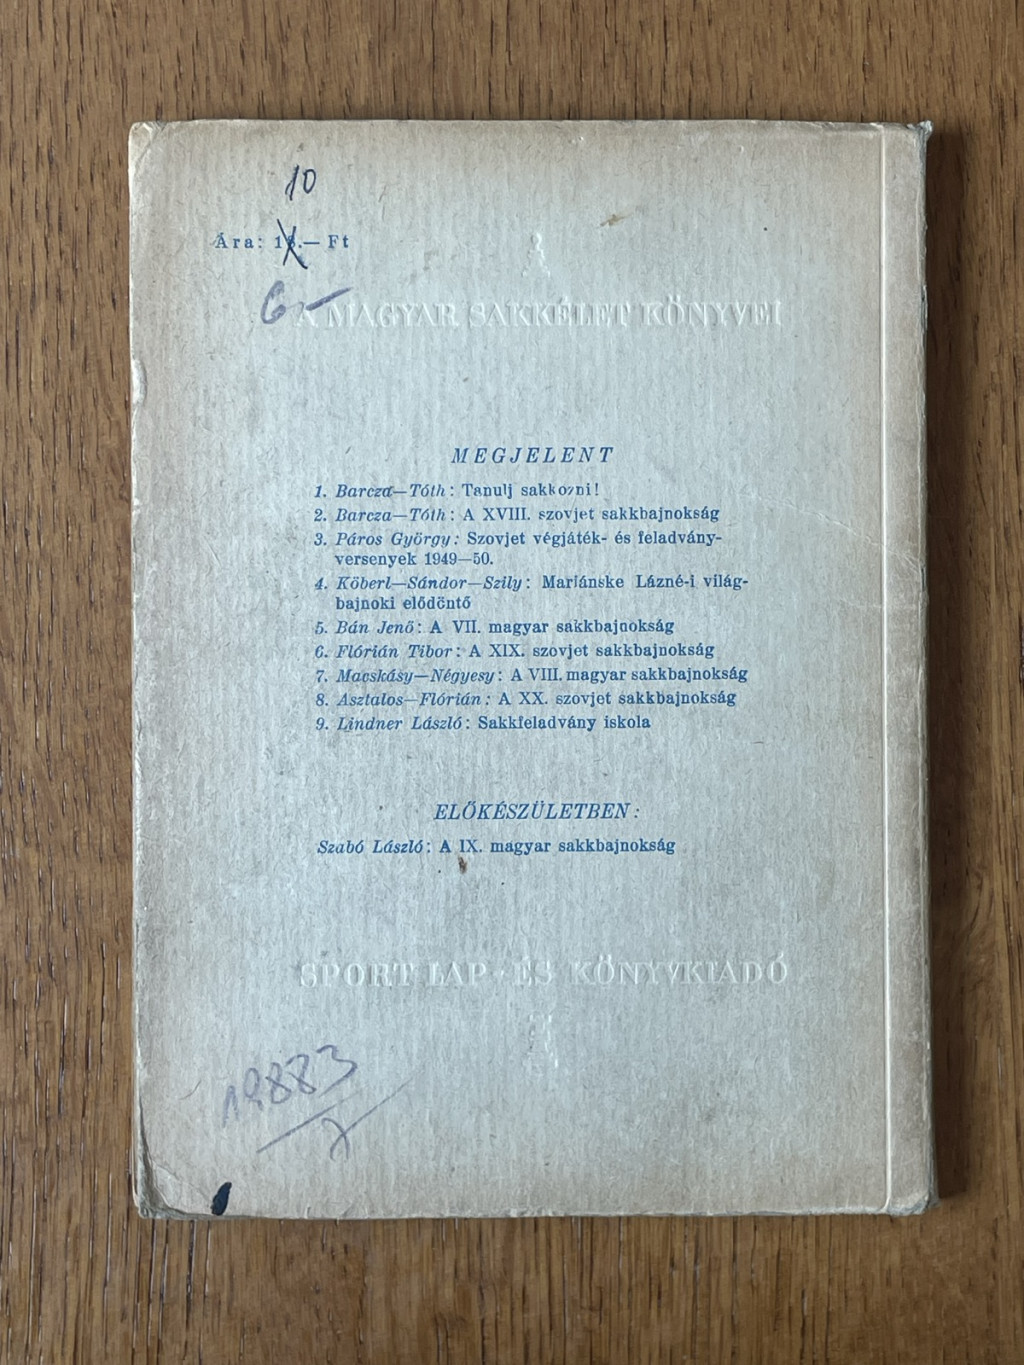 10
Ára: 18.— Ft
6.—
A MAGYAR SAKKÉLET KÖNYVEI
MEGJELENT
1. Barcza—Tóth: Tanulj sakkozni!
2. Barcza—Tóth: A XVIII. szovjet sakkbajnokság
3. Páros György: Szovjet végjáték- és feladvány-
versenyek 1949—50.
4. Köberl—Sándor—Szily: Mariánske Lázné-i világ-
bajnoki elődöntő
5. Bán Jenő: A VII. magyar sakkbajnokság
6. Flórián Tibor: A XIX. szovjet sakkbajnokság
7. Macskásy—Négyesy: A VIII. magyar sakkbajnokság
8. Asztalos—Flórián: A XX. szovjet sakkbajnokság
9. Lindner László: Sakkfeladvány iskola
ELŐKÉSZÜLETBEN:
Szabó László: A IX. magyar sakkbajnokság
SPORT LAP- ÉS KÖNYVKIADÓ
19883